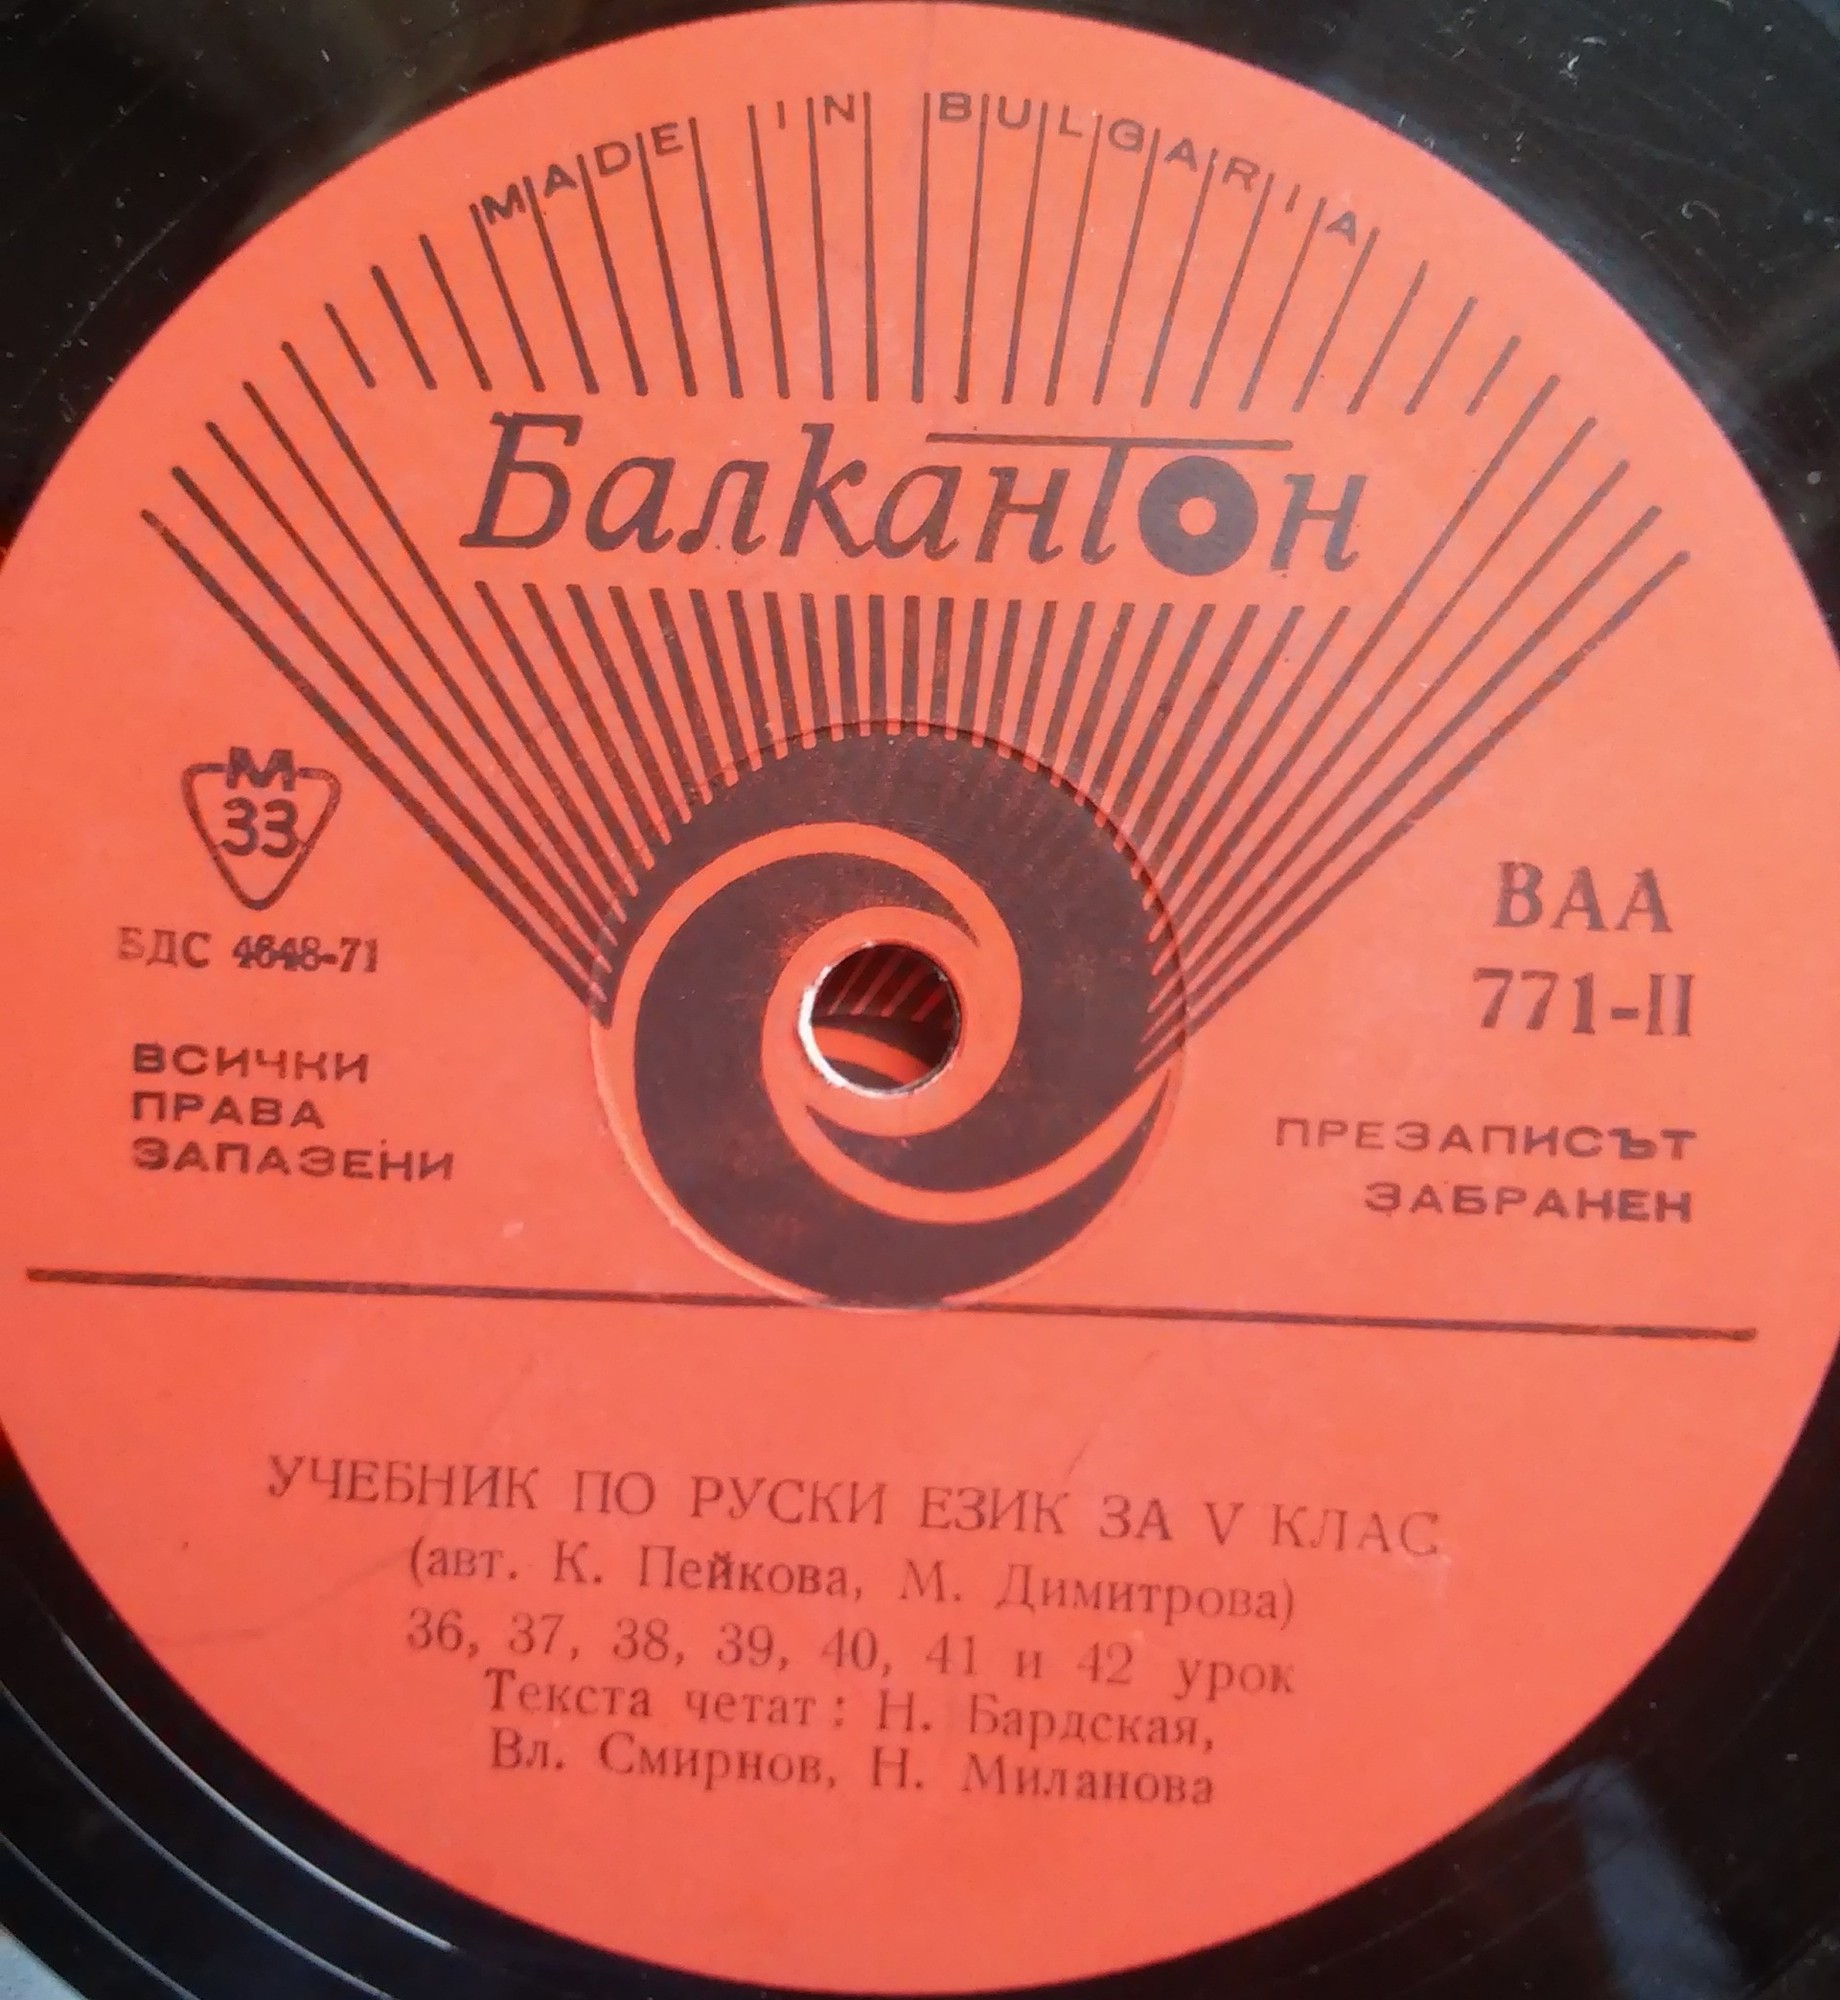 MADE IN BULGARIA
Балкантон
М
33
БДС 4648-71
ВСИЧКИ
ПРАВА
ЗАПАЗЕНИ
ВАА
771-II
ПРЕЗАПИСЪТ
ЗАБРАНЕН
УЧЕБНИК ПО РУСКИ ЕЗИК ЗА V КЛАС
(авт. К. Пейкова, М. Димитрова)
36, 37, 38, 39, 40, 41 и 42 урок
Текста четат: Н. Бардская,
Вл. Смирнов, Н. Миланова